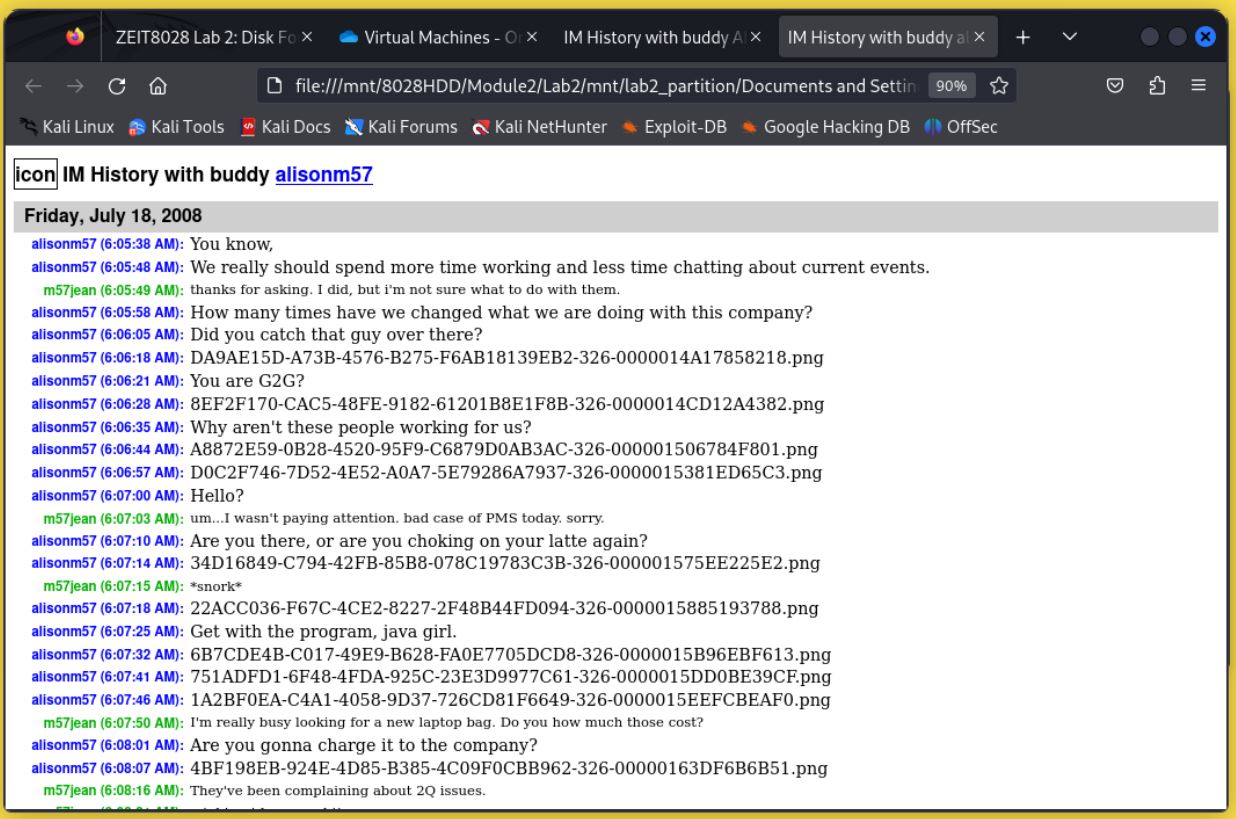 ZEIT8028 Lab 2: Disk Fo
Virtual Machines - O
IM History with buddy A
IM History with buddy al
file:///mnt/8028HDD/Module2/Lab2/mnt/lab2_partition/Documents and Settin
90%
Kali Linux
Kali Tools
Kali Docs
Kali Forums
Kali NetHunter
Exploit-DB
Google Hacking DB
OffSec
icon IM History with buddy alisonm57
Friday, July 18, 2008
alisonm57 (6:05:38 AM): You know,
alisonm57 (6:05:48 AM): We really should spend more time working and less time chatting about current events.
m57jean (6:05:49 AM): thanks for asking. I did, but i'm not sure what to do with them.
alisonm57 (6:05:58 AM): How many times have we changed what we are doing with this company?
alisonm57 (6:06:05 AM): Did you catch that guy over there?
alisonm57 (6:06:18 AM): DA9AE15D-A73B-4576-B275-F6AB18139EB2-326-0000014A17858218.png
alisonm57 (6:06:21 AM): You are G2G?
alisonm57 (6:06:28 AM): 8EF2F170-CAC5-48FE-9182-61201B8E1F8B-326-0000014CD12A4382.png
alisonm57 (6:06:35 AM): Why aren't these people working for us?
alisonm57 (6:06:44 AM): A8872E59-0B28-4520-95F9-C6879D0AB3AC-326-000001506784F801.png
alisonm57 (6:06:57 AM): D0C2F746-7D52-4E52-A0A7-5E79286A7937-326-0000015381ED65C3.png
alisonm57 (6:07:00 AM): Hello?
m57jean (6:07:03 AM): um...I wasn't paying attention. bad case of PMS today. sorry.
alisonm57 (6:07:10 AM): Are you there, or are you choking on your latte again?
alisonm57 (6:07:14 AM): 34D16849-C794-42FB-85B8-078C19783C3B-326-000001575EE225E2.png
m57jean (6:07:15 AM): *snork*
alisonm57 (6:07:18 AM): 22ACC036-F67C-4CE2-8227-2F48B44FD094-326-0000015885193788.png
alisonm57 (6:07:25 AM): Get with the program, java girl.
alisonm57 (6:07:32 AM): 6B7CDE4B-C017-49E9-B628-FA0E7705DCD8-326-0000015B96EBF613.png
alisonm57 (6:07:41 AM): 751ADFD1-6F48-4FDA-925C-23E3D9977C61-326-0000015DD0BE39CF.png
alisonm57 (6:07:46 AM): 1A2BF0EA-C4A1-4058-9D37-726CD81F6649-326-0000015EEFCBEAF0.png
m57jean (6:07:50 AM): I'm really busy looking for a new laptop bag. Do you how much those cost?
alisonm57 (6:08:01 AM): Are you gonna charge it to the company?
alisonm57 (6:08:07 AM): 4BF198EB-924E-4D85-B385-4C09F0CBB962-326-00000163DF6B6B51.png
m57jean (6:08:16 AM): They've been complaining about 2Q issues.